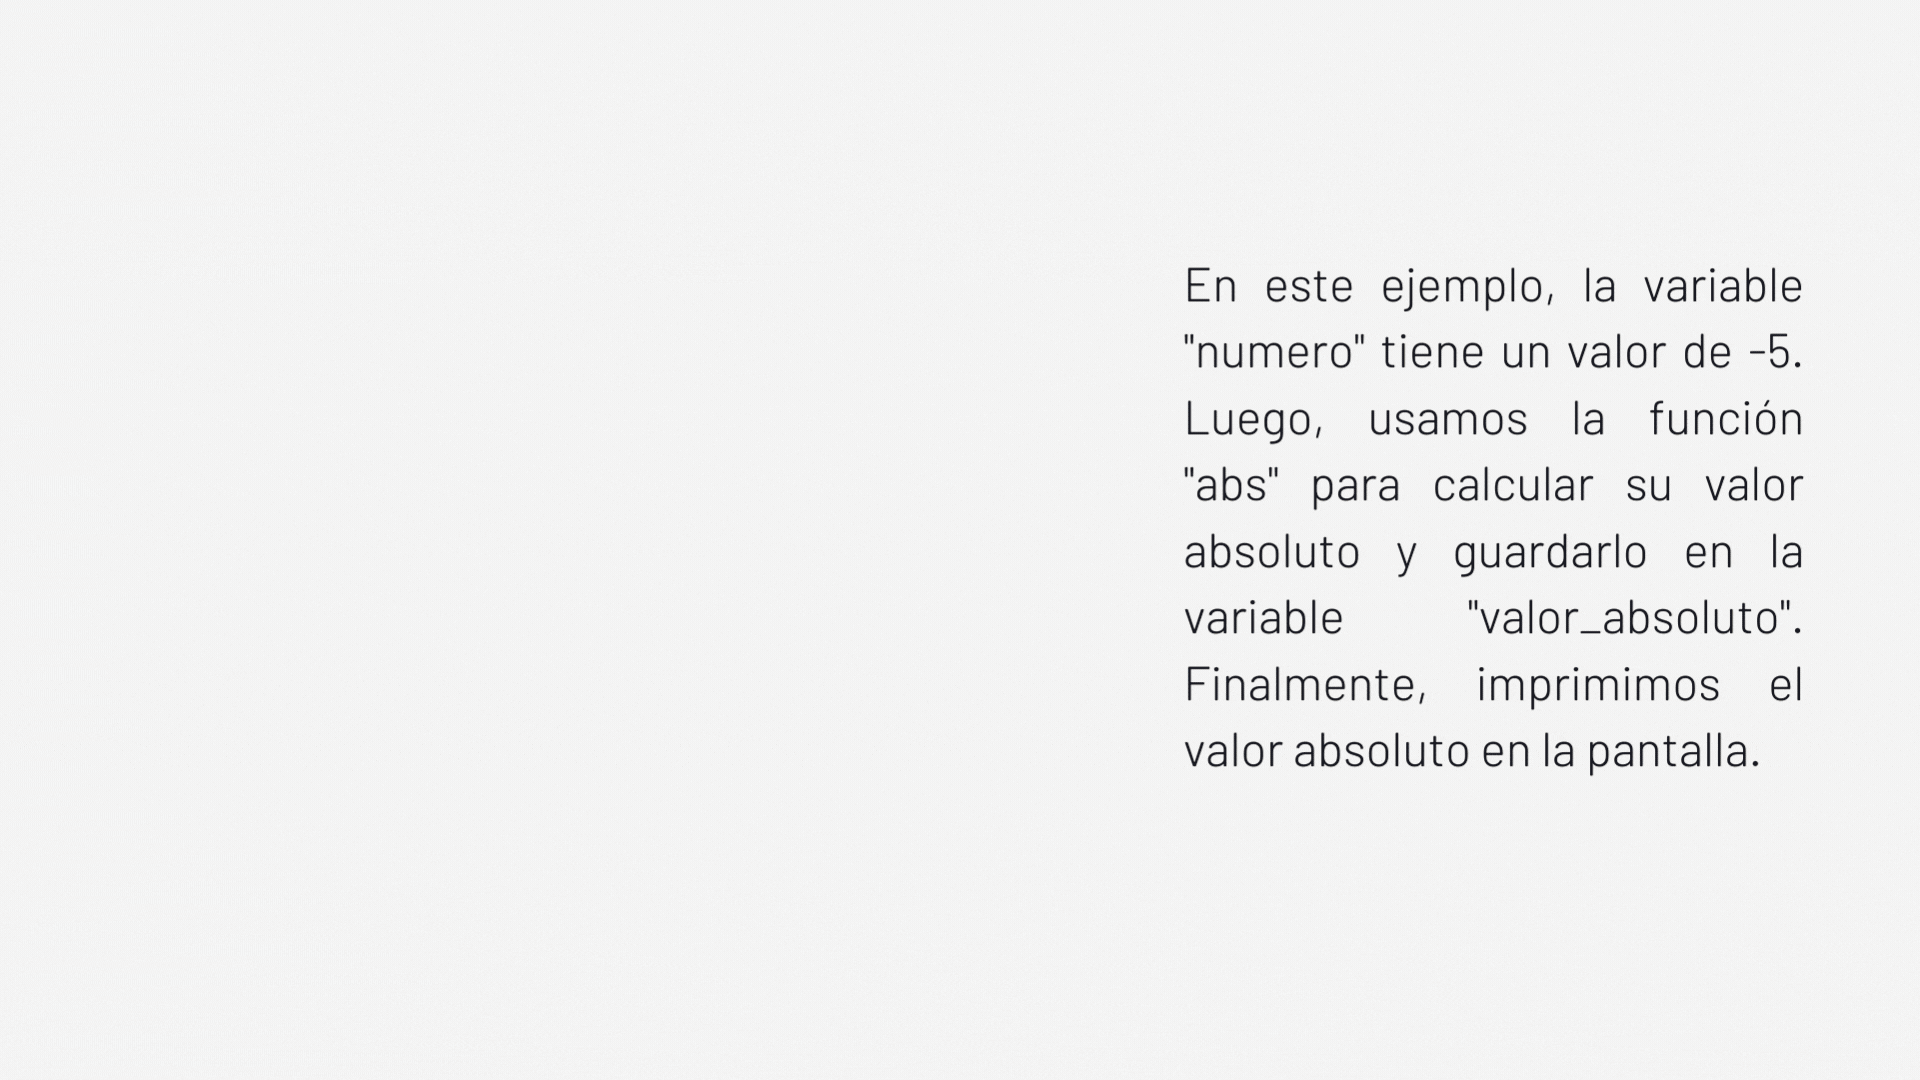 En este ejemplo, la variable
"numero" tiene un valor de -5.
Luego, usamos la función
"abs" para calcular su valor
absoluto y guardarlo en la
variable "valor_absoluto".
Finalmente, imprimimos el
valor absoluto en la pantalla.